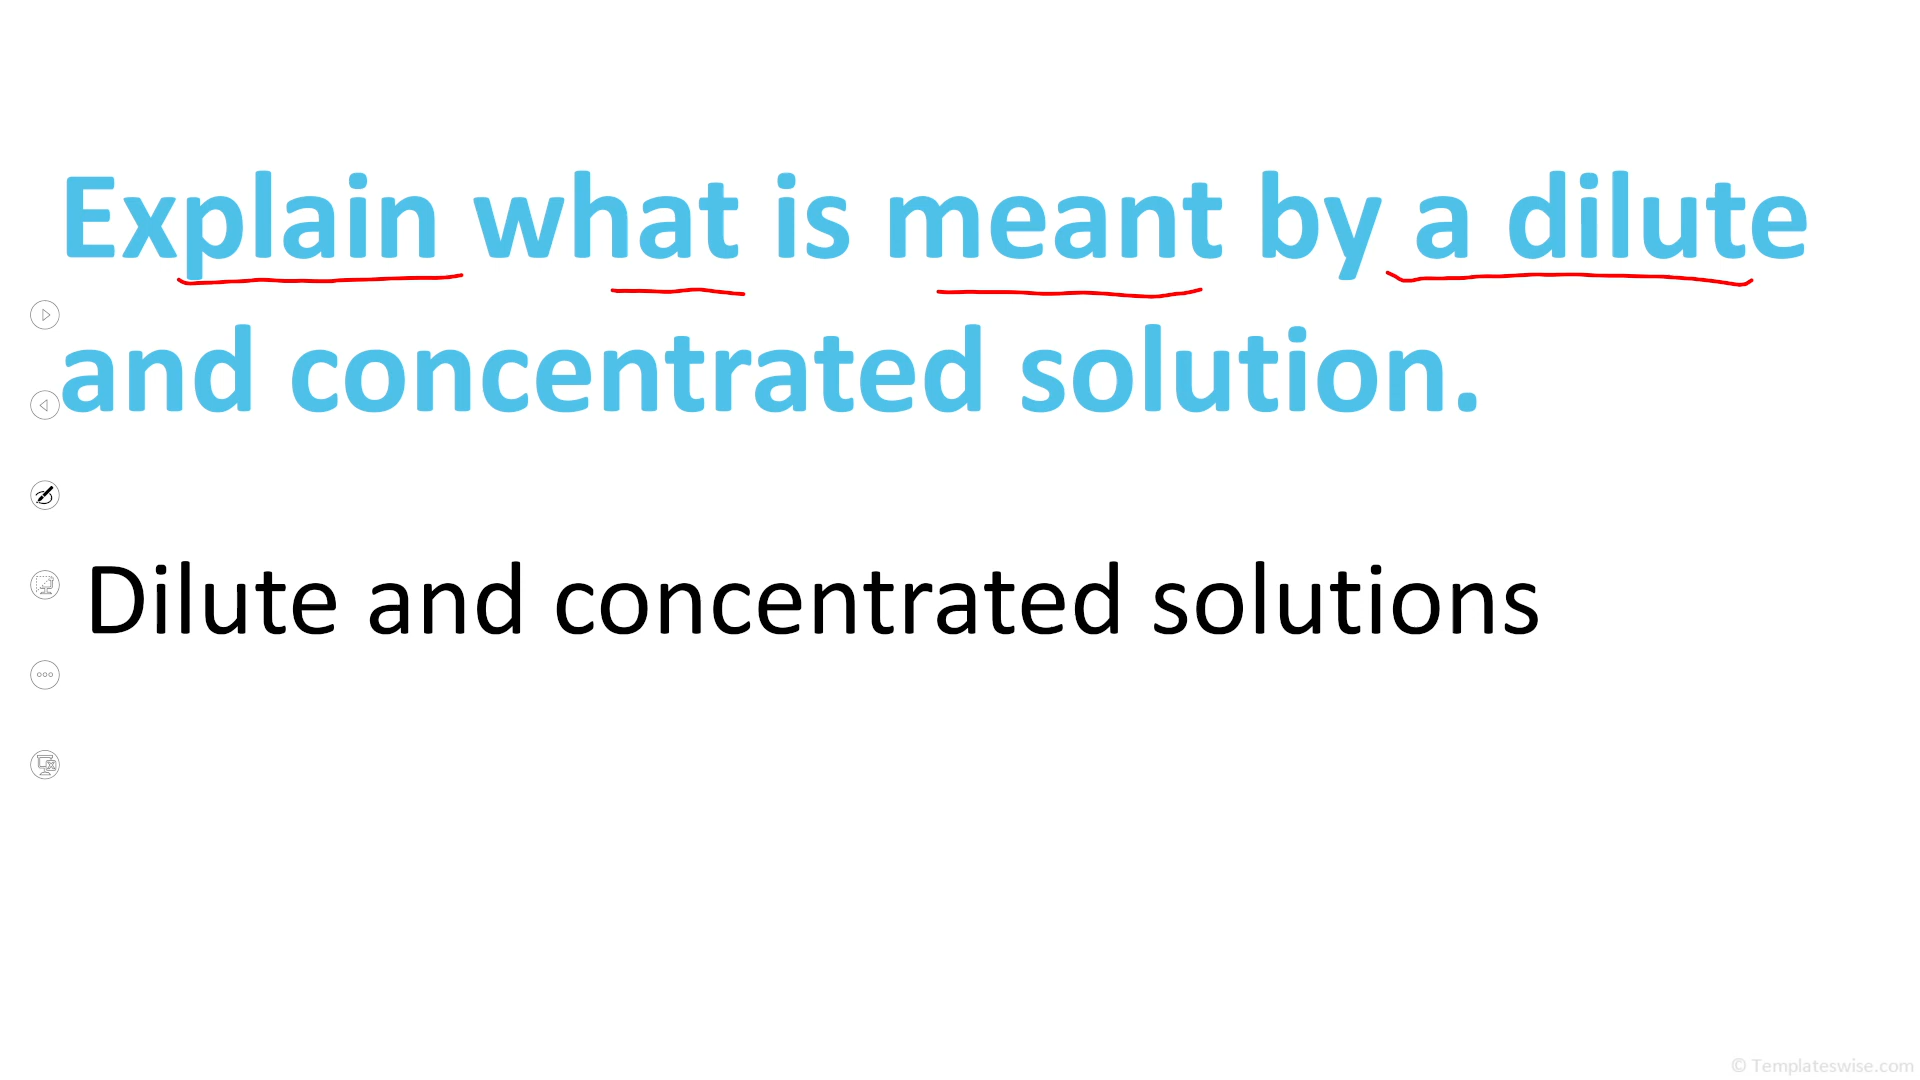 Explain what is meant by a dilute
and concentrated solution.
Dilute and concentrated solutions
© Templateswise.com